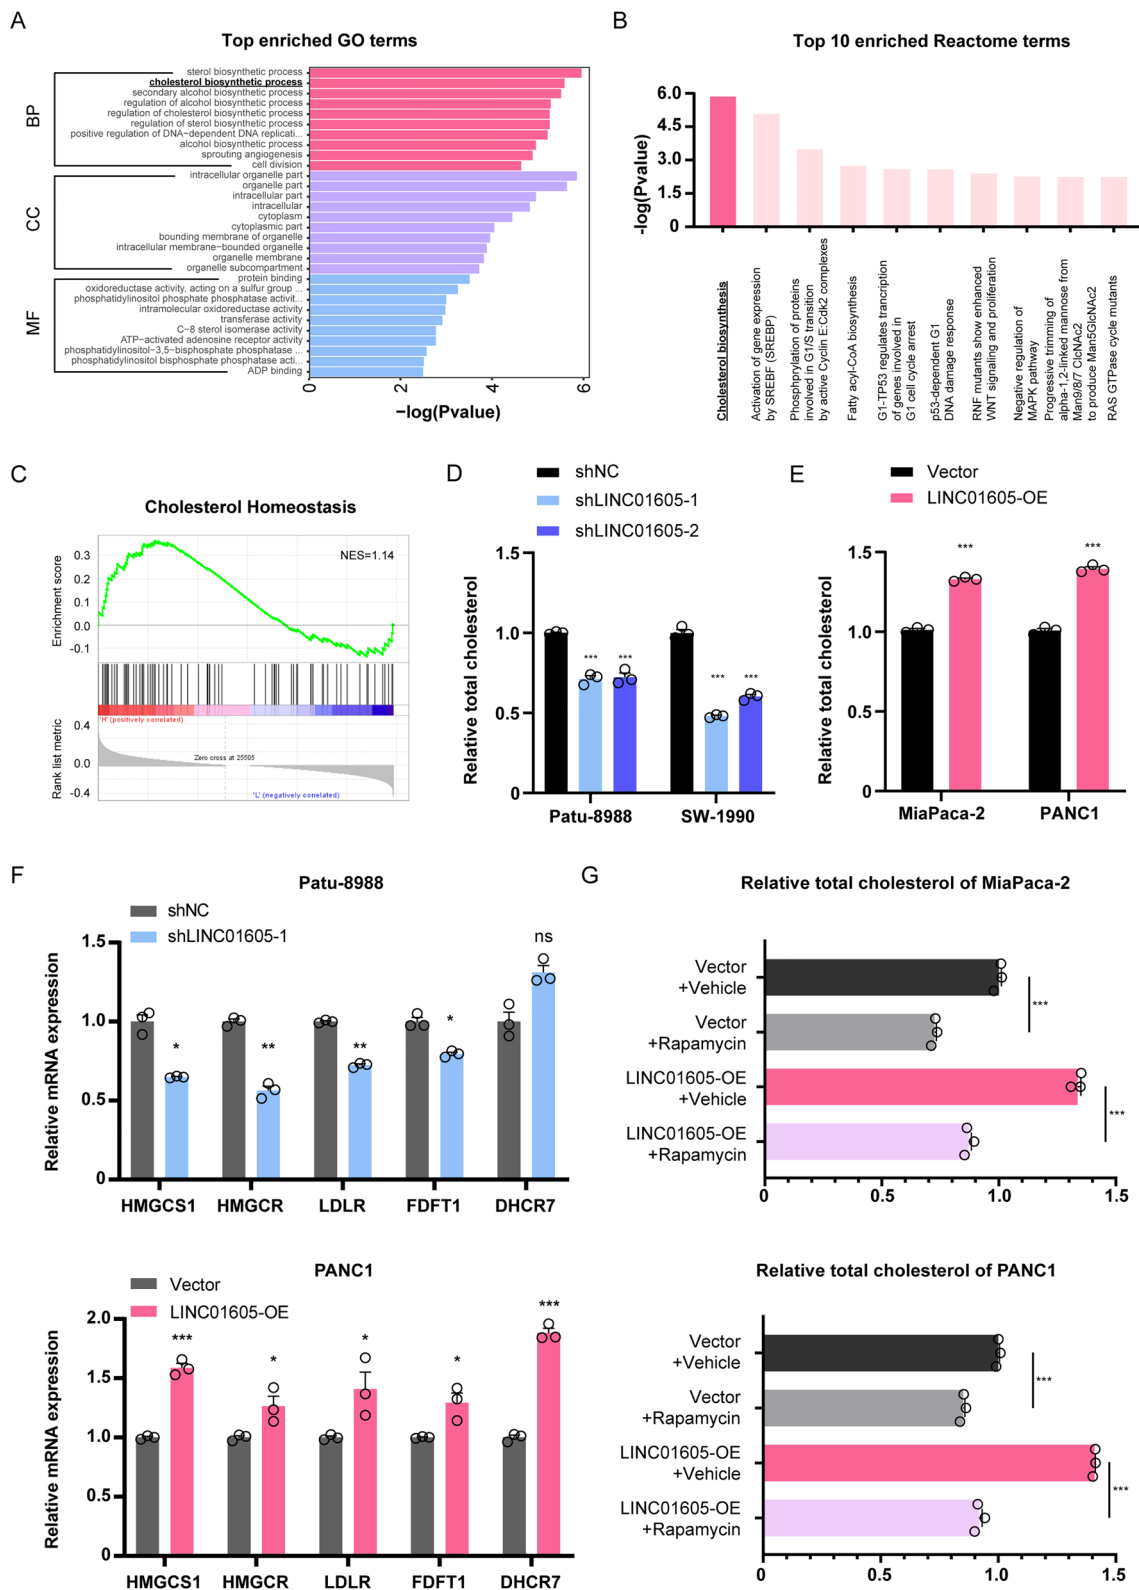 A
Top enriched GO terms
BP
CC
MF
sterol biosynthetic process
cholesterol biosynthetic process
secondary alcohol biosynthetic process
regulation of alcohol biosynthetic process
regulation of cholesterol biosynthetic process
regulation of sterol biosynthetic process
positive regulation of DNA−dependent DNA replicati...
alcohol biosynthetic process
sprouting angiogenesis
cell division
intracellular organelle part
organelle part
intracellular part
intracellular
cytoplasm
cytoplasmic part
bounding membrane of organelle
intracellular membrane−bounded organelle
organelle membrane
organelle subcompartment
protein binding
oxidoreductase activity, acting on a sulfur group ...
phosphatidylinositol phosphate phosphatase activit...
intramolecular oxidoreductase activity
transferase activity
C−8 sterol isomerase activity
ATP−activated adenosine receptor activity
phosphatidylinositol−3,5−bisphosphate phosphatase ...
phosphatidylinositol bisphosphate phosphatase acti...
ADP binding
0 2 4 6
−log(Pvalue)
B
Top 10 enriched Reactome terms
-log(Pvalue)
6.0
4.5
3.0
1.5
0
Cholesterol biosynthesis
Activation of gene expression
by SREBF (SREBP)
Phosphprylation of proteins
involved in G1/S transition
by active Cyclin E:Cdk2 complexes
Fatty acyl-CoA biosynthesis
G1-TP53 regulates trancription
of genes involved in
G1 cell cycle arrest
p53-dependent G1
DNA damage response
RNF mutants show enhanced
WNT signaling and proliferation
Negative regulation of
MAPK pathway
Progressive trimming of
alpha-1,2-linked mannose from
Man9/8/7 ClcNAc2
to produce Man5GlcNAc2
RAS GTPase cycle mutants
C
Cholesterol Homeostasis
NES=1.14
Enrichment score
0.3
0.2
0.1
0.0
-0.1
'H' (positively correlated)
Rank list metric
0.4
0.0
-0.4
Zero cross at 25505
'L' (negatively correlated)
D
shNC
shLINC01605-1
shLINC01605-2
Relative total cholesterol
1.5
1.0
0.5
0
*** *** *** ***
Patu-8988 SW-1990
E
Vector
LINC01605-OE
Relative total cholesterol
1.5
1.0
0.5
0
*** ***
MiaPaca-2 PANC1
F
Patu-8988
shNC
shLINC01605-1
Relative mRNA expression
1.5
1.0
0.5
0
* ** ** * ns
HMGCS1 HMGCR LDLR FDFT1 DHCR7
PANC1
Vector
LINC01605-OE
Relative mRNA expression
2.0
1.5
1.0
0.5
0
*** * * * ***
HMGCS1 HMGCR LDLR FDFT1 DHCR7
G
Relative total cholesterol of MiaPaca-2
Vector
+Vehicle
Vector
+Rapamycin
LINC01605-OE
+Vehicle
LINC01605-OE
+Rapamycin
***
***
0 0.5 1.0 1.5
Relative total cholesterol of PANC1
Vector
+Vehicle
Vector
+Rapamycin
LINC01605-OE
+Vehicle
LINC01605-OE
+Rapamycin
***
***
0 0.5 1.0 1.5